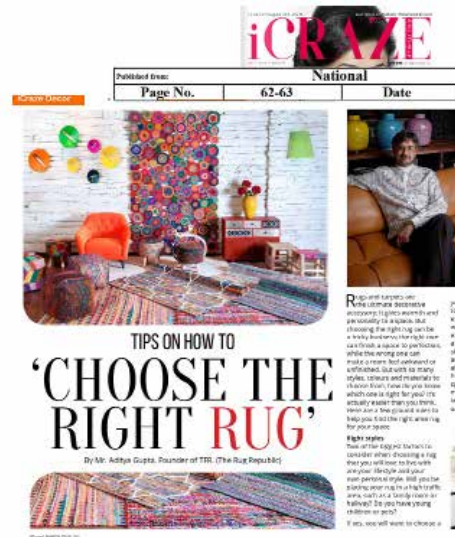 iCRAZE
Published from:
National
Page No.
62-63
Date
iCraze Decor
TIPS ON HOW TO
'CHOOSE THE
RIGHT RUG'
By Mr. Aditya Gupta, Founder of TRR. (The Rug Republic)
Rugs and carpets are
the ultimate decorative
accessory. It gives warmth and
personality to a space. But
choosing the right rug can be
a tricky business; the right one
can finish a space to perfection,
while the wrong one can
make a room feel awkward or
unfinished. But with so many
styles, colours and materials to
choose from, how do you know
which one is right for you? It's
actually easier than you think.
Here are a few ground rules to
help you find the right area rug
for your space.
Right styles
Two of the biggest factors to
consider when choosing a rug
that you will love to live with
are your lifestyle and your
own personal style. Will you be
placing your rug in a high traffic
area, such as a family room or
hallway? Do you have young
children or pets?
If yes, you will want to choose a